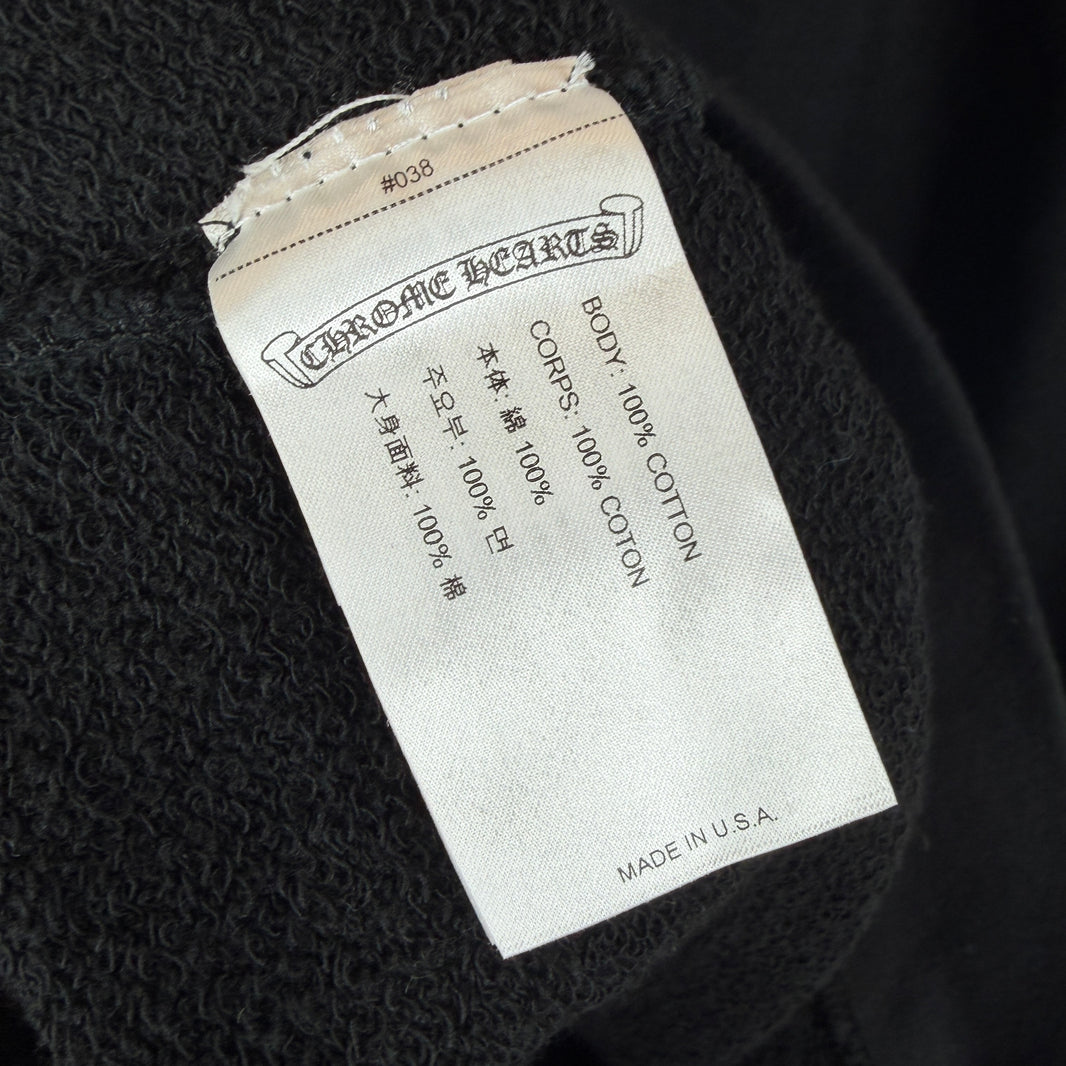 #038
CHROME HEARTS
BODY: 100% COTTON
CORPS: 100% COTON
本体: 綿 100%
주요부: 100% 면
大身面料: 100% 棉
MADE IN U.S.A.